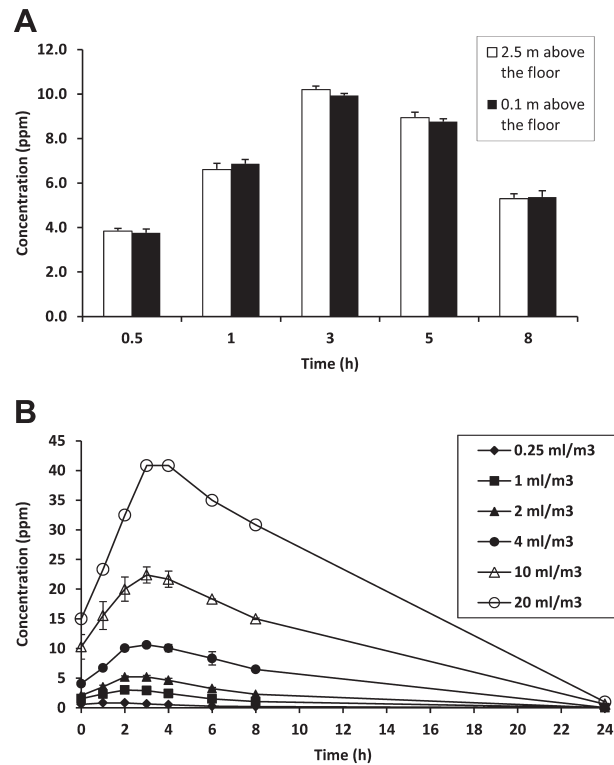 A
12.0
10.0
8.0
6.0
4.0
2.0
0.0
Concentration (ppm)
2.5 m above
the floor
0.1 m above
the floor
0.5 1 3 5 8
Time (h)
B
45
40
35
30
25
20
15
10
5
0
Concentration (ppm)
0.25 ml/m3
1 ml/m3
2 ml/m3
4 ml/m3
10 ml/m3
20 ml/m3
0 2 4 6 8 10 12 14 16 18 20 22 24
Time (h)